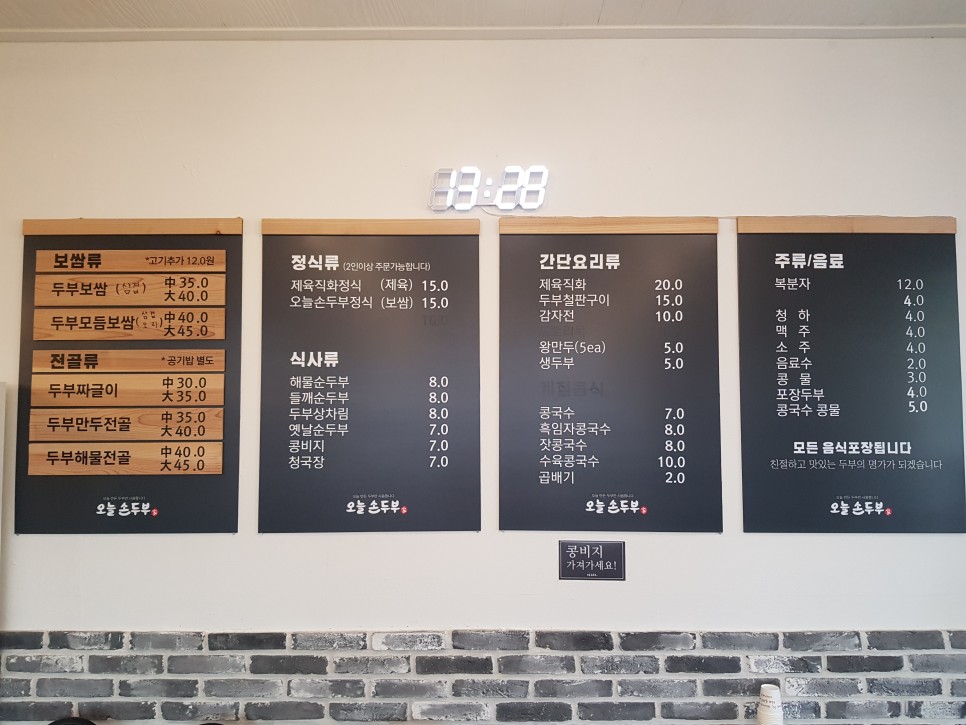 13:28
보쌈류 *고기추가 12.0원
두부보쌈 (삼겹) 中 35.0
大 40.0
두부모듬보쌈 (삼겹 오리) 中 40.0
大 45.0
전골류 * 공기밥 별도
두부짜글이 中 30.0
大 35.0
두부만두전골 中 35.0
大 40.0
두부해물전골 中 40.0
大 45.0
오늘 손두부
정식류 (2인이상 주문가능합니다)
제육직화정식 (제육) 15.0
오늘손두부정식 (보쌈) 15.0
식사류
해물순두부 8.0
들깨순두부 8.0
두부상차림 8.0
옛날순두부 7.0
콩비지 7.0
청국장 7.0
오늘 손두부
간단요리류
제육직화 20.0
두부철판구이 15.0
감자전 10.0
왕만두(5ea) 5.0
생두부 5.0
콩국수 7.0
흑임자콩국수 8.0
잣콩국수 8.0
수육콩국수 10.0
곱배기 2.0
오늘 손두부
주류/음료
복분자 12.0
4.0
청 하 4.0
맥 주 4.0
소 주 4.0
음료수 2.0
콩 물 3.0
포장두부 4.0
콩국수 콩물 5.0
모든 음식포장됩니다
친절하고 맛있는 두부의 명가가 되겠습니다
오늘 손두부
콩비지
가져가세요!